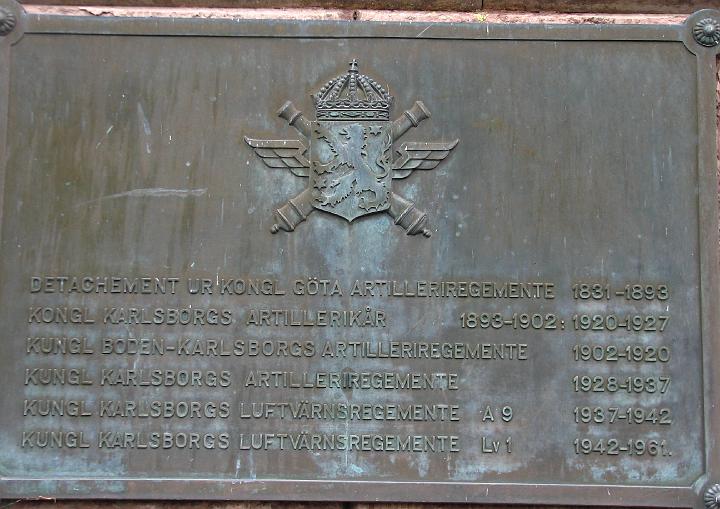 DETACHEMENT UR KONGL GÖTA ARTILLERIREGEMENTE 1831-1893
KONGL KARLSBORGS ARTILLERIKÅR 1893-1902: 1920-1927
KUNGL BODEN-KARLSBORGS ARTILLERIREGEMENTE 1902-1920
KUNGL KARLSBORGS ARTILLERIREGEMENTE 1928-1937
KUNGL KARLSBORGS LUFTVÄRNSREGEMENTE A 9 1937-1942
KUNGL KARLSBORGS LUFTVÄRNSREGEMENTE Lv 1 1942-1961.